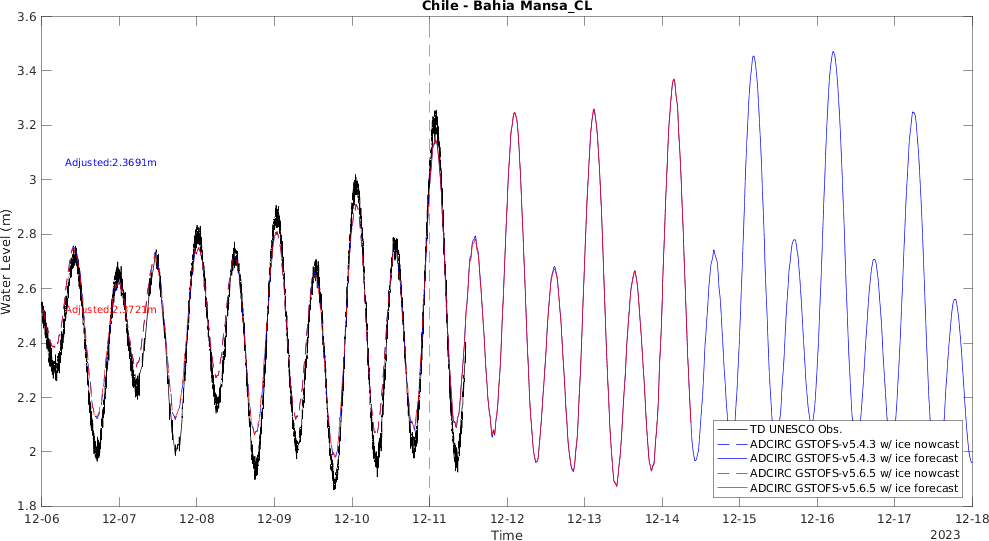 Chile - Bahia Mansa_CL
3.6
3.4
3.2
3
2.8
2.6
2.4
2.2
2
1.8
Water Level (m)
Adjusted:2.3691m
Adjusted:2.3721m
TD UNESCO Obs.
ADCIRC GSTOFS-v5.4.3 w/ ice nowcast
ADCIRC GSTOFS-v5.4.3 w/ ice forecast
ADCIRC GSTOFS-v5.6.5 w/ ice nowcast
ADCIRC GSTOFS-v5.6.5 w/ ice forecast
12-06 12-07 12-08 12-09 12-10 12-11 12-12 12-13 12-14 12-15 12-16 12-17 12-18
Time
2023